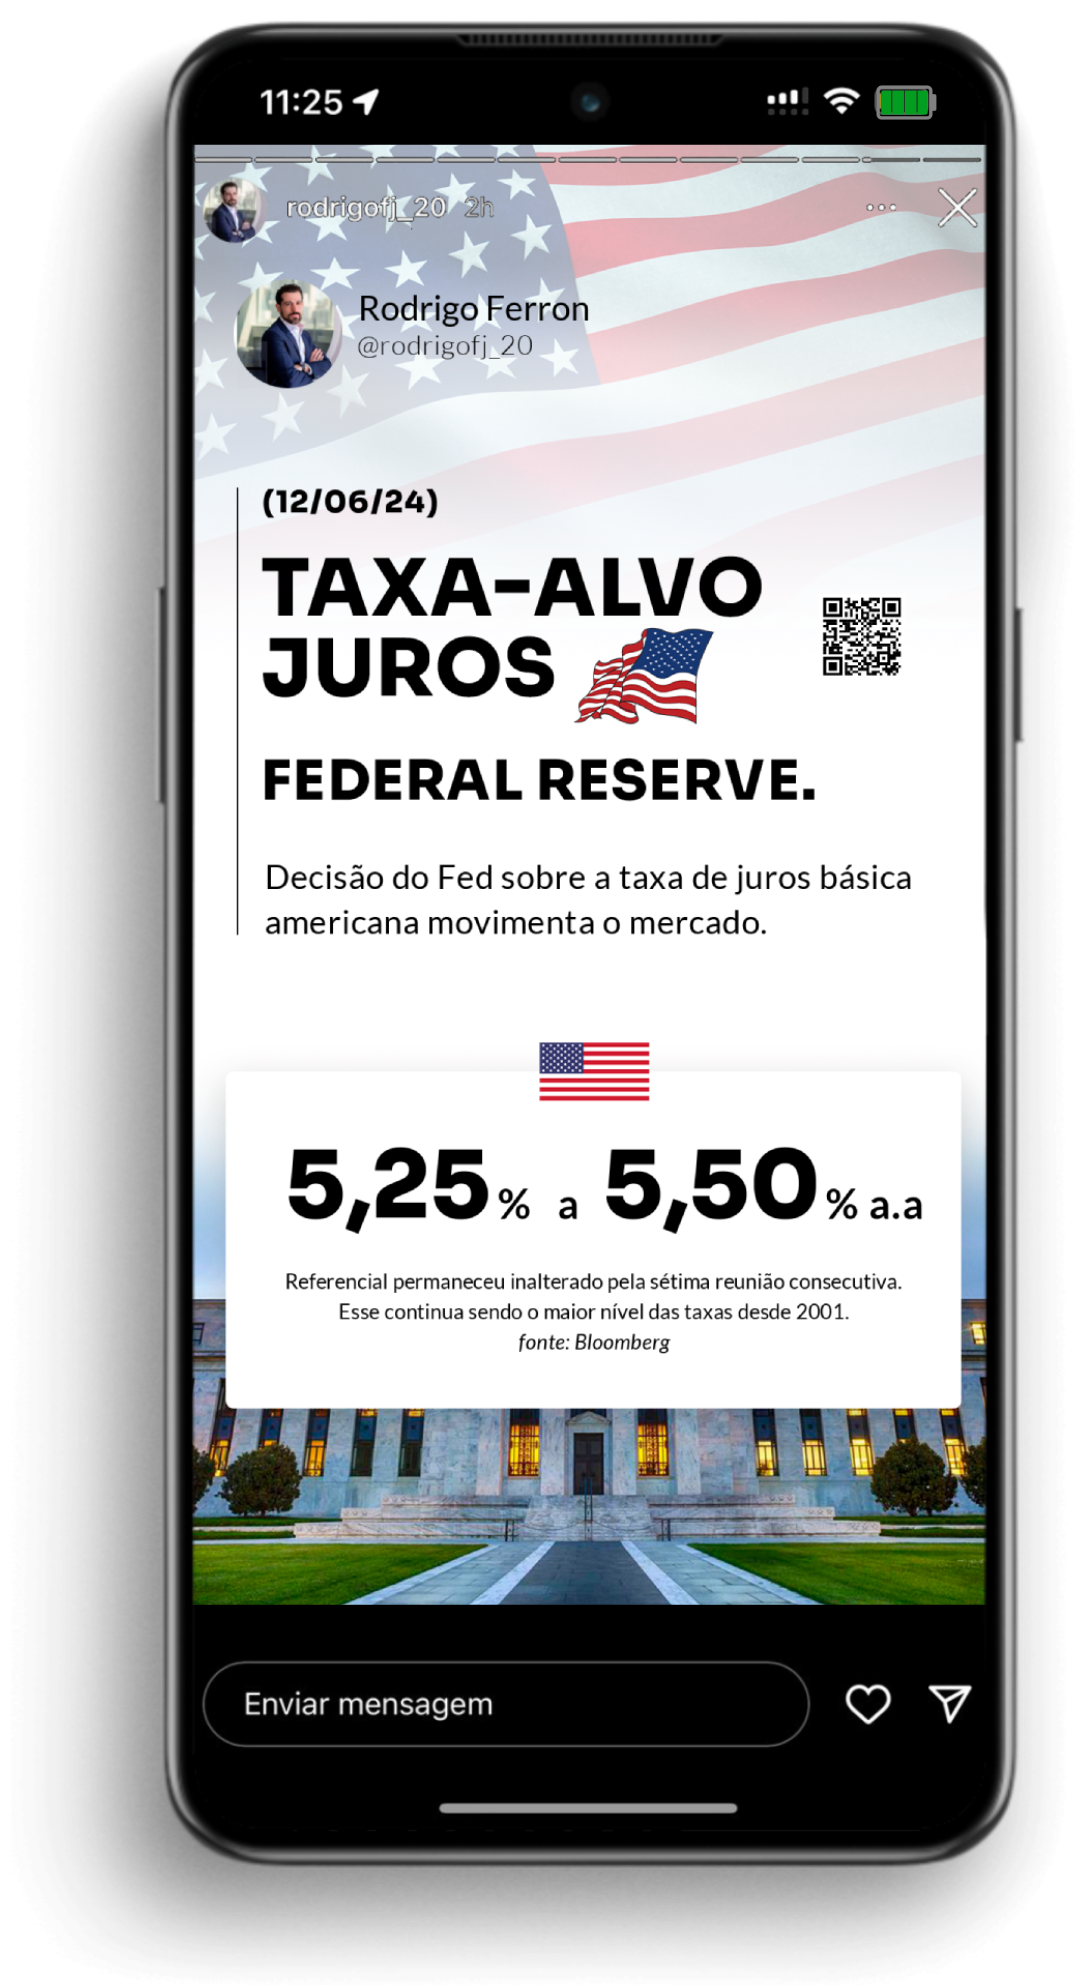 11:25
rodrigofj_20 2h
Rodrigo Ferron
@rodrigofj_20
(12/06/24)
TAXA-ALVO
JUROS
FEDERAL RESERVE.
Decisão do Fed sobre a taxa de juros básica
americana movimenta o mercado.
5,25% a 5,50% a.a
Referencial permaneceu inalterado pela sétima reunião consecutiva.
Esse continua sendo o maior nível das taxas desde 2001.
fonte: Bloomberg
Enviar mensagem